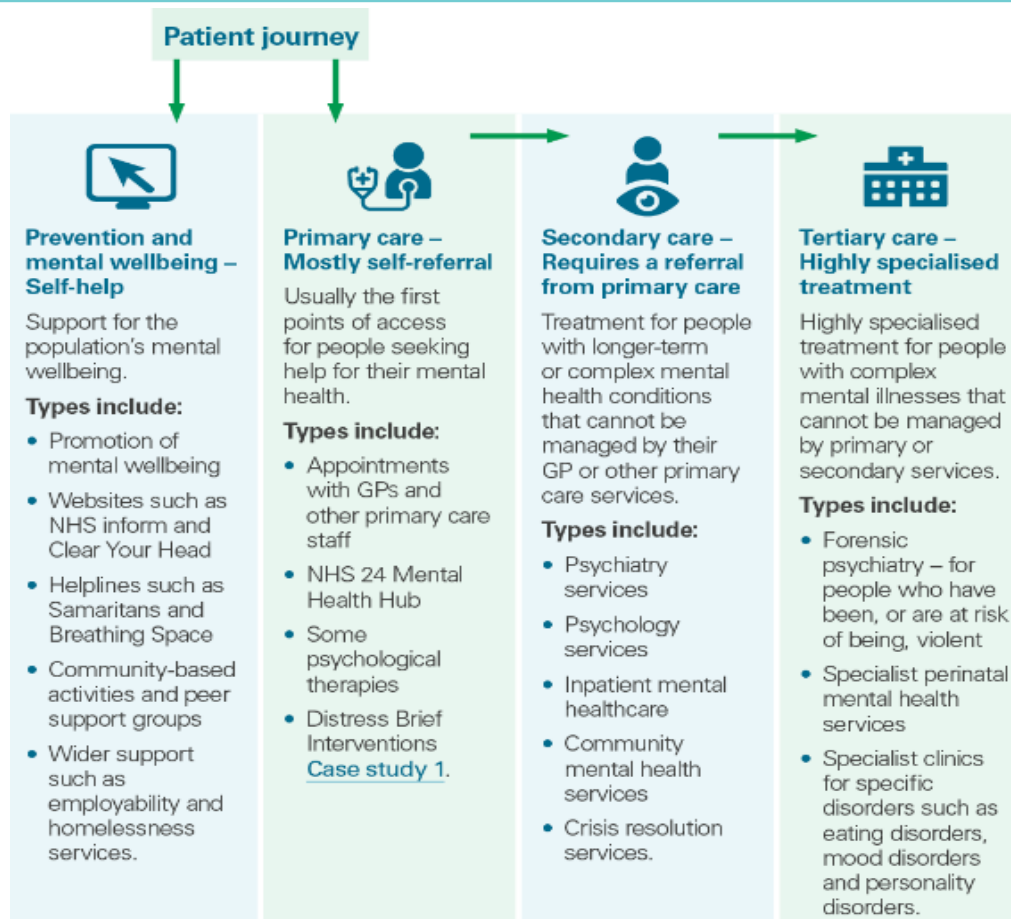 Patient journey
Prevention and
mental wellbeing –
Self-help
Support for the
population's mental
wellbeing.
Types include:
• Promotion of
mental wellbeing
• Websites such as
NHS inform and
Clear Your Head
• Helplines such as
Samaritans and
Breathing Space
• Community-based
activities and peer
support groups
• Wider support
such as
employability and
homelessness
services.
Primary care –
Mostly self-referral
Usually the first
points of access
for people seeking
help for their mental
health.
Types include:
• Appointments
with GPs and
other primary care
staff
• NHS 24 Mental
Health Hub
• Some
psychological
therapies
• Distress Brief
Interventions
Case study 1.
Secondary care –
Requires a referral
from primary care
Treatment for people
with longer-term
or complex mental
health conditions
that cannot be
managed by their
GP or other primary
care services.
Types include:
• Psychiatry
services
• Psychology
services
• Inpatient mental
healthcare
• Community
mental health
services
• Crisis resolution
services.
Tertiary care –
Highly specialised
treatment
Highly specialised
treatment for people
with complex
mental illnesses that
cannot be managed
by primary or
secondary services.
Types include:
• Forensic
psychiatry – for
people who have
been, or are at risk
of being, violent
• Specialist perinatal
mental health
services
• Specialist clinics
for specific
disorders such as
eating disorders,
mood disorders
and personality
disorders.